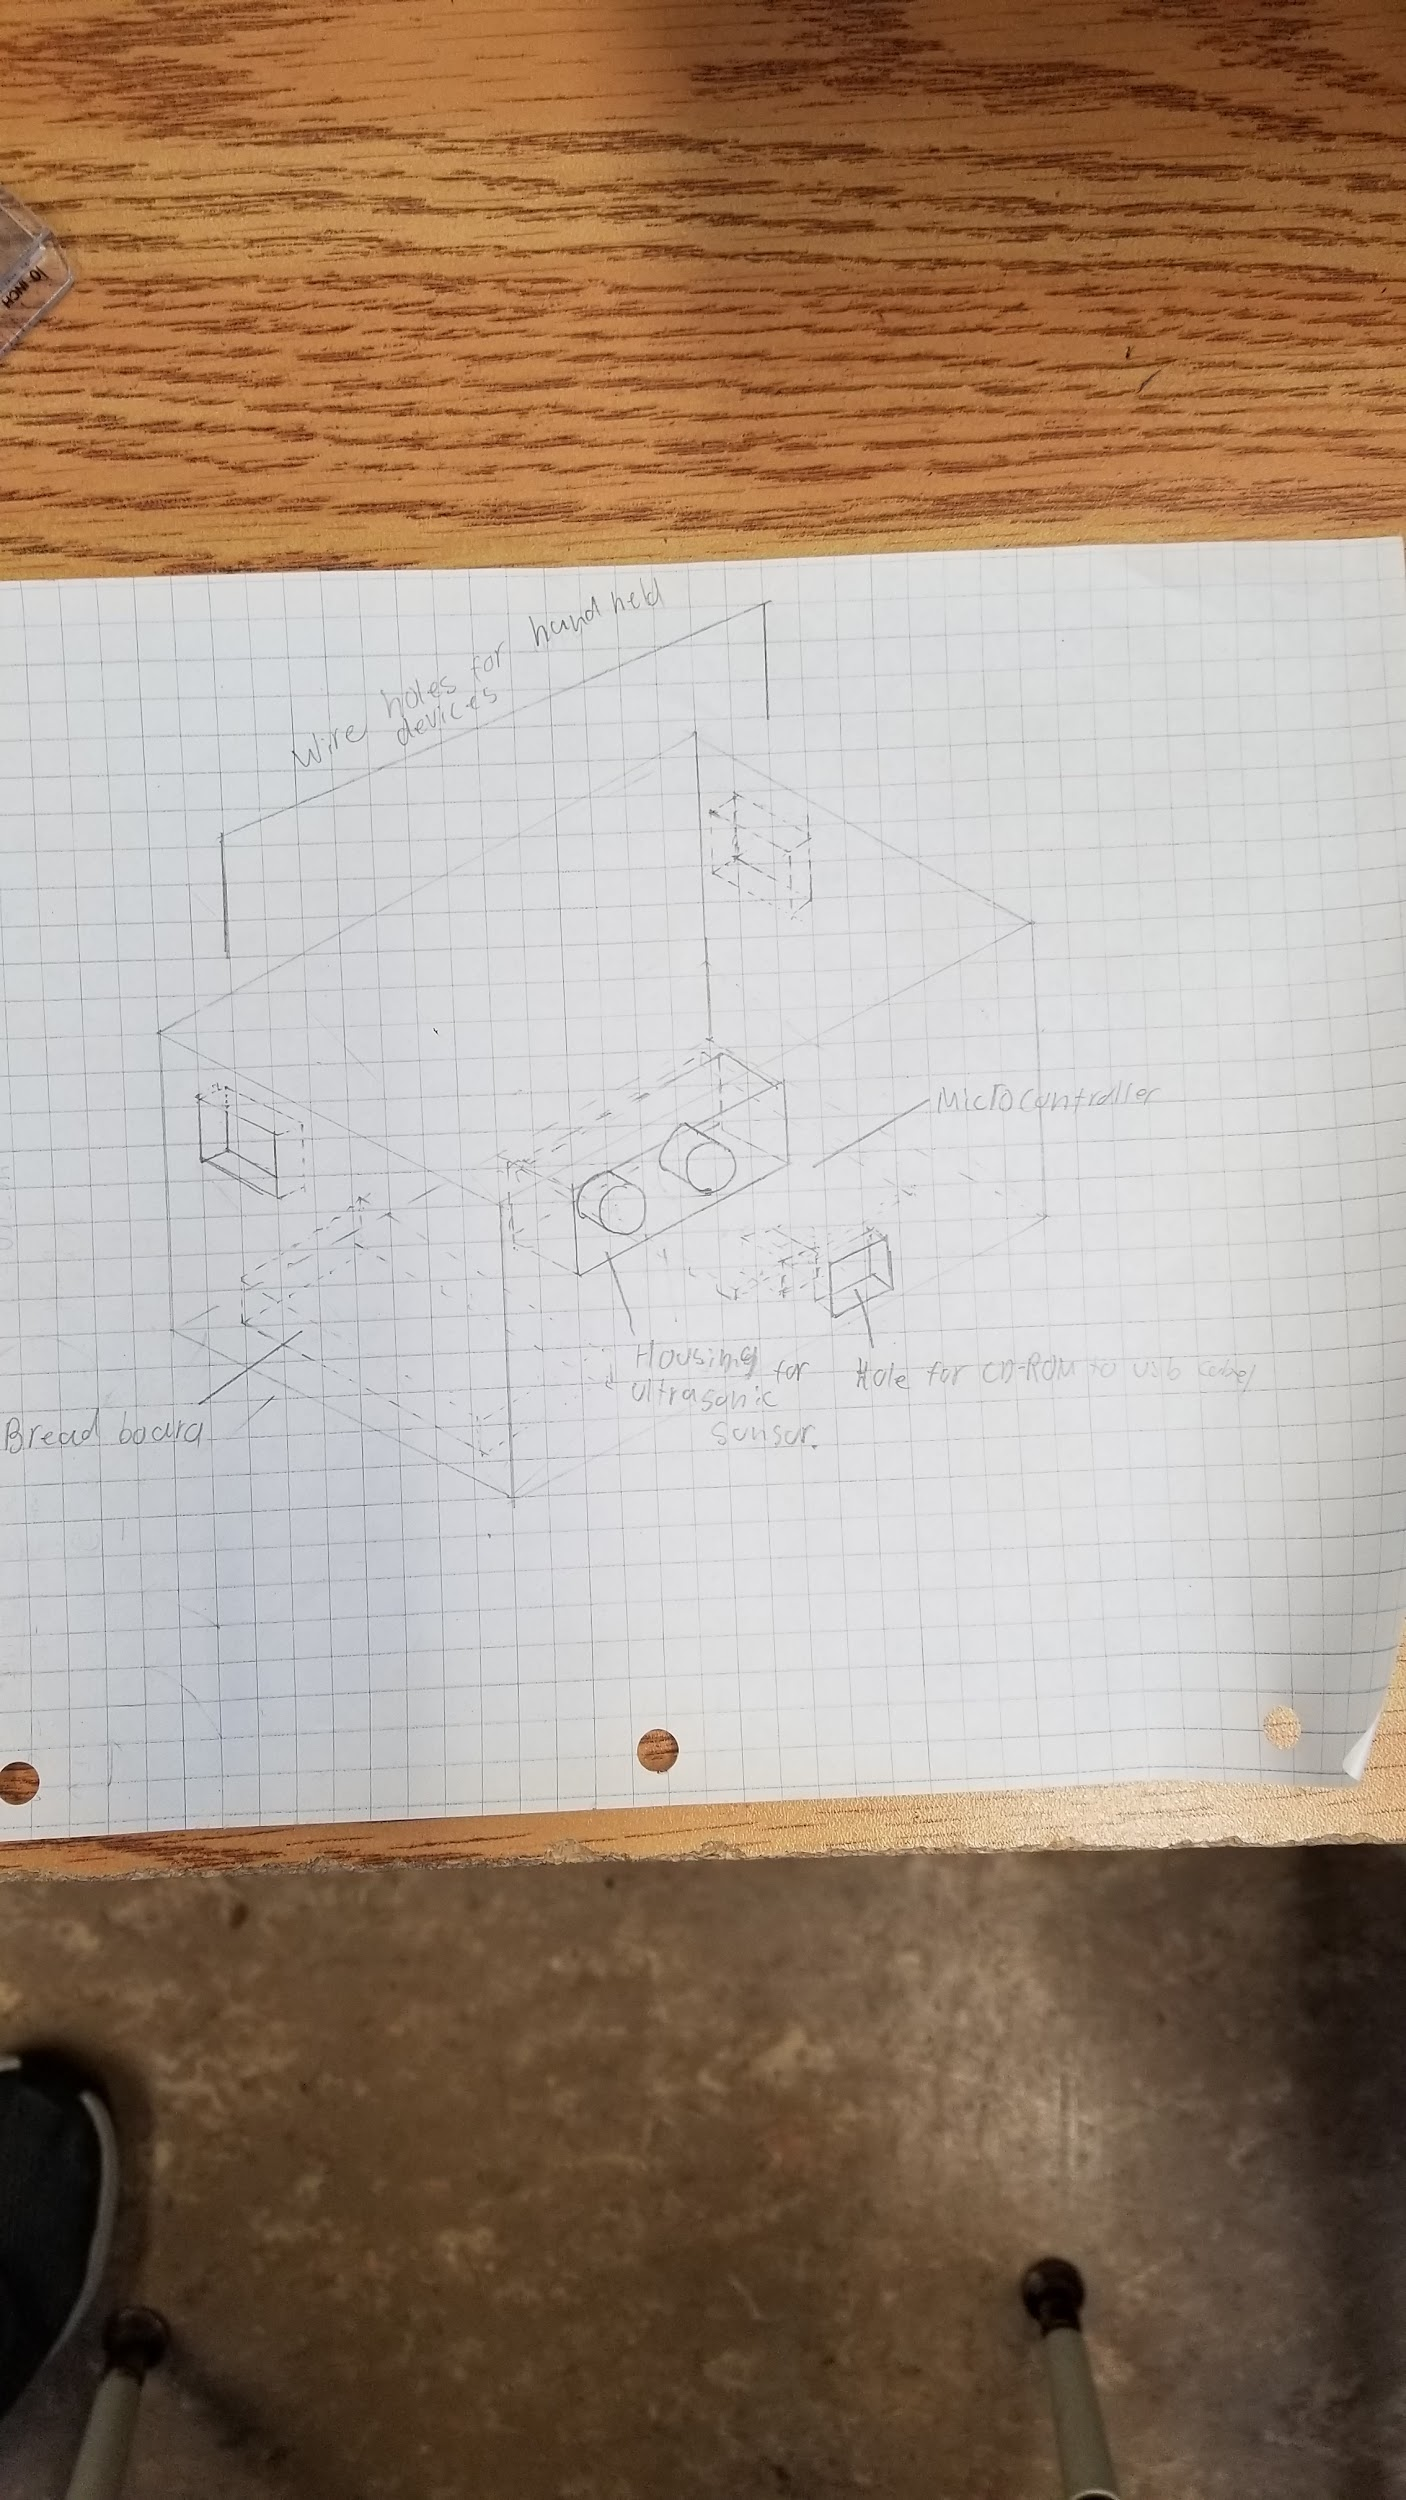 10 INCH
Wire holes for hand held
devices
Microcontroller
Housing for
ultrasonic
sensor.
Hole for CD-ROM to usb cabel
Bread board